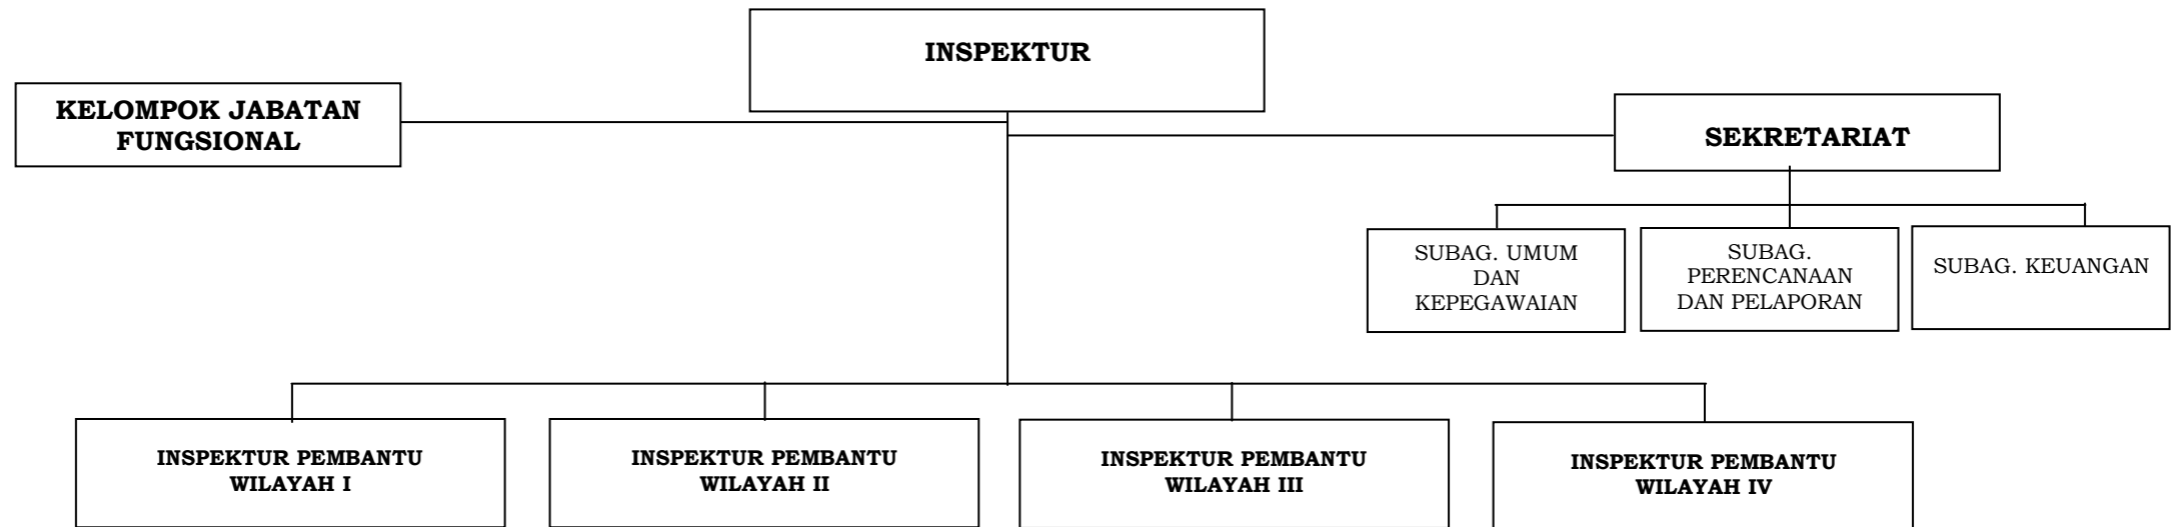 INSPEKTUR
KELOMPOK JABATAN
FUNGSIONAL
SEKRETARIAT
SUBAG. UMUM
DAN
KEPEGAWAIAN
SUBAG.
PERENCANAAN
DAN PELAPORAN
SUBAG. KEUANGAN
INSPEKTUR PEMBANTU
WILAYAH I
INSPEKTUR PEMBANTU
WILAYAH II
INSPEKTUR PEMBANTU
WILAYAH III
INSPEKTUR PEMBANTU
WILAYAH IV